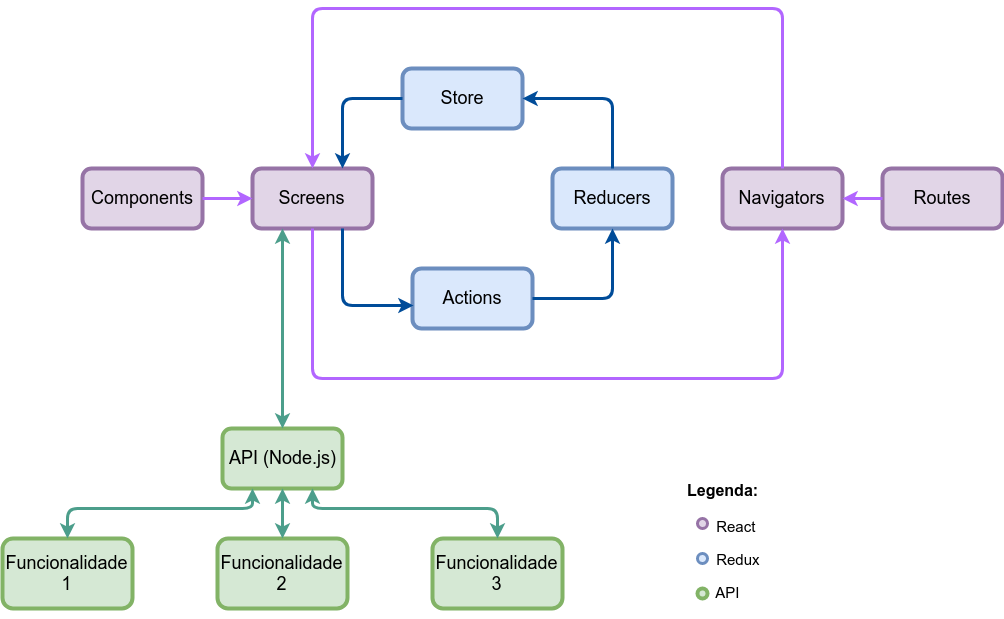 Store
Components
Screens
Reducers
Navigators
Routes
Actions
API (Node.js)
Funcionalidade
1
Funcionalidade
2
Funcionalidade
3
Legenda:
React
Redux
API